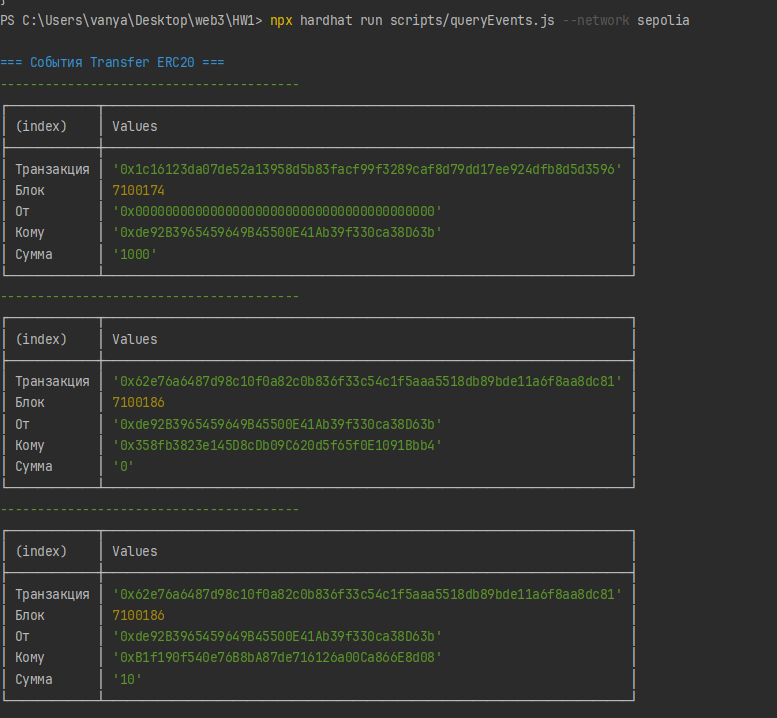 PS C:\Users\vanya\Desktop\web3\HW1> npx hardhat run scripts/queryEvents.js --network sepolia
=== События Transfer ERC20 ===
----------------------------------------
(index) Values
Транзакция '0x1c16123da07de52a13958d5b83facf99f3289caf8d79dd17ee924dfb8d5d3596'
Блок 7100174
От '0x0000000000000000000000000000000000000000'
Кому '0xde92B3965459649B45500E41Ab39f330ca38D63b'
Сумма '1000'
----------------------------------------
(index) Values
Транзакция '0x62e76a6487d98c10f0a82c0b836f33c54c1f5aaa5518db89bde11a6f8aa8dc81'
Блок 7100186
От '0xde92B3965459649B45500E41Ab39f330ca38D63b'
Кому '0x358fb3823e145D8cDb09C620d5f65f0E1091Bbb4'
Сумма '0'
----------------------------------------
(index) Values
Транзакция '0x62e76a6487d98c10f0a82c0b836f33c54c1f5aaa5518db89bde11a6f8aa8dc81'
Блок 7100186
От '0xde92B3965459649B45500E41Ab39f330ca38D63b'
Кому '0xB1f190f540e76B8bA87de716126a00Ca866E8d08'
Сумма '10'